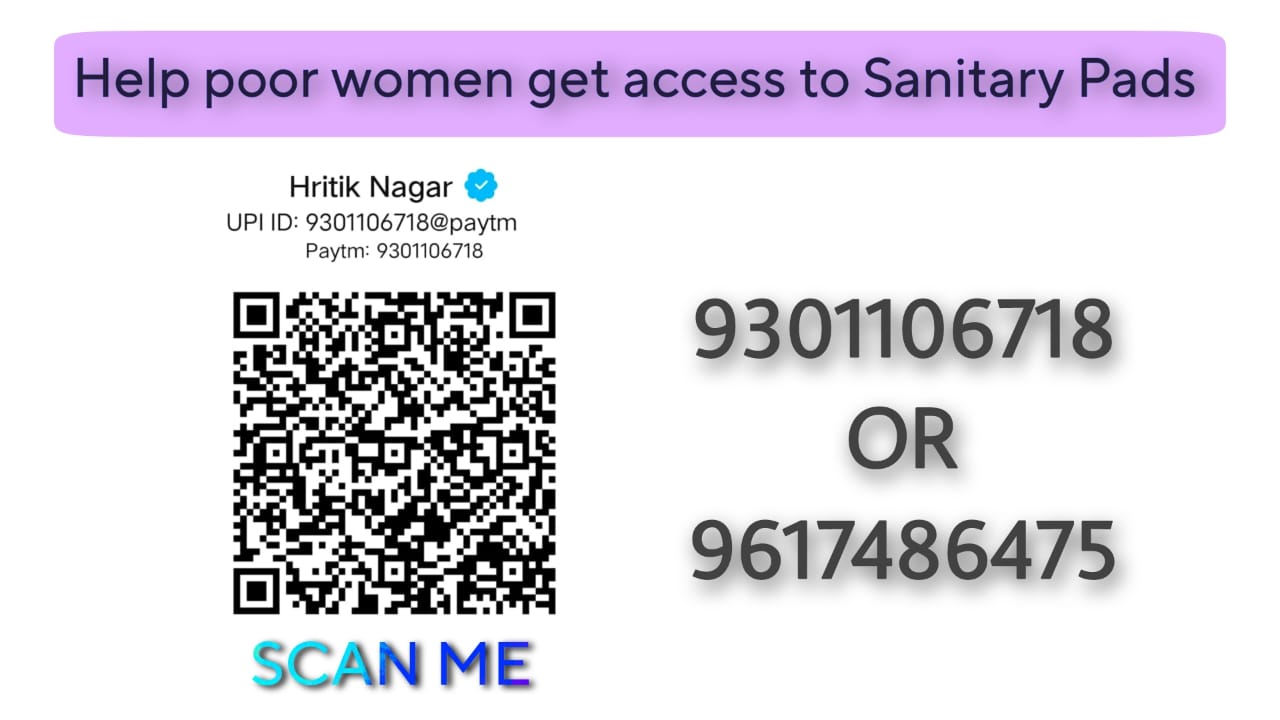 Help poor women get access to Sanitary Pads
Hritik Nagar
UPI ID: 9301106718@paytm
Paytm: 9301106718
9301106718
OR
9617486475
SCAN ME